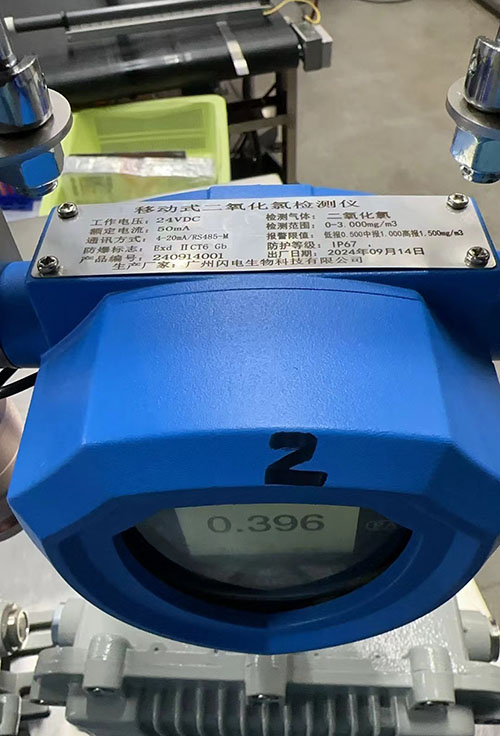 移动式二氧化氯检测仪
工作电压: 24VDC 检测气体: 二氧化氯
额定电流: 50mA 检测范围: 0-3.000mg/m3
通讯方式: 4-20mA/RS485-M 报警限值: 低报0.500中报1.000高报1.500mg/m3
防爆标志: Exd IICT6 Gb 防护等级: IP67
产品编号: 240914001 出厂日期: 2024年09月14日
生产厂家: 广州闪电生物科技有限公司
2
0.396